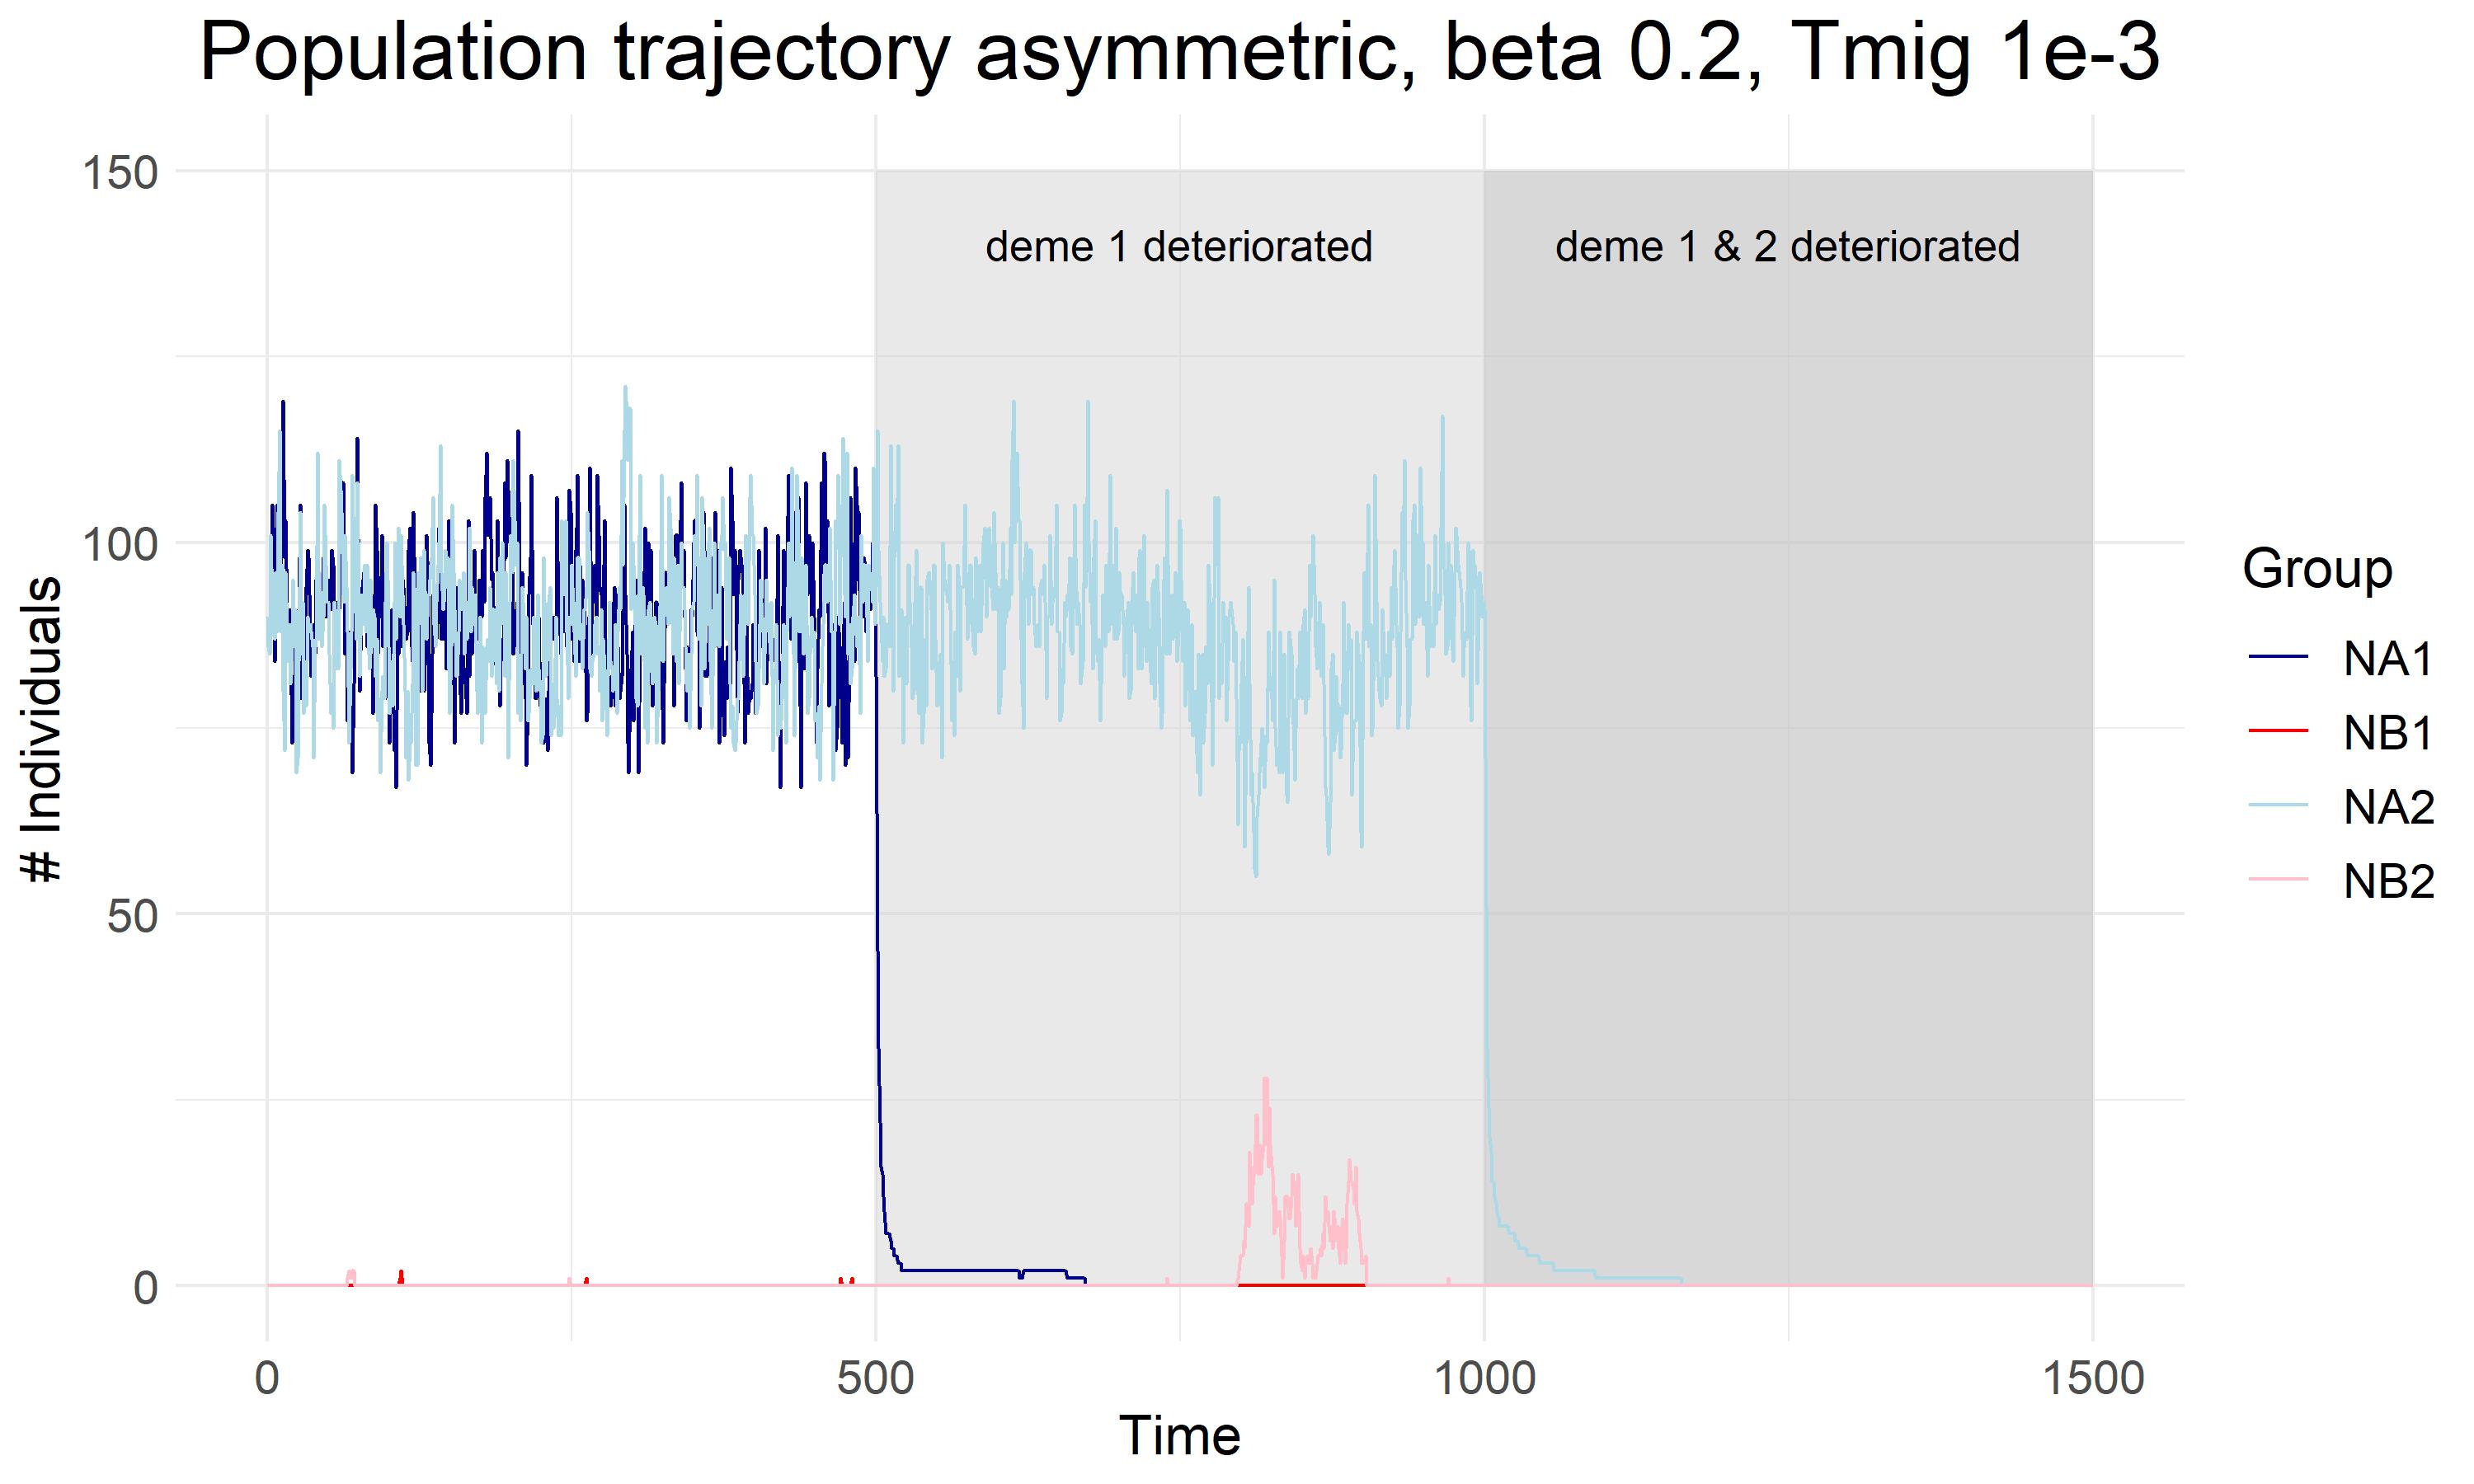 Population trajectory asymmetric, beta 0.2, Tmig 1e-3
150
deme 1 deteriorated
deme 1 & 2 deteriorated
100
# Individuals
50
0
Group
NA1
NB1
NA2
NB2
0
500
1000
1500
Time